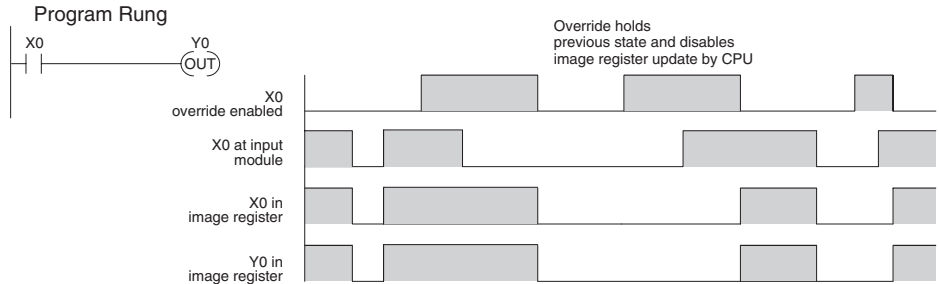 Program Rung
X0
Y0
OUT
Override holds
previous state and disables
image register update by CPU
X0
override enabled
X0 at input
module
X0 in
image register
Y0 in
image register